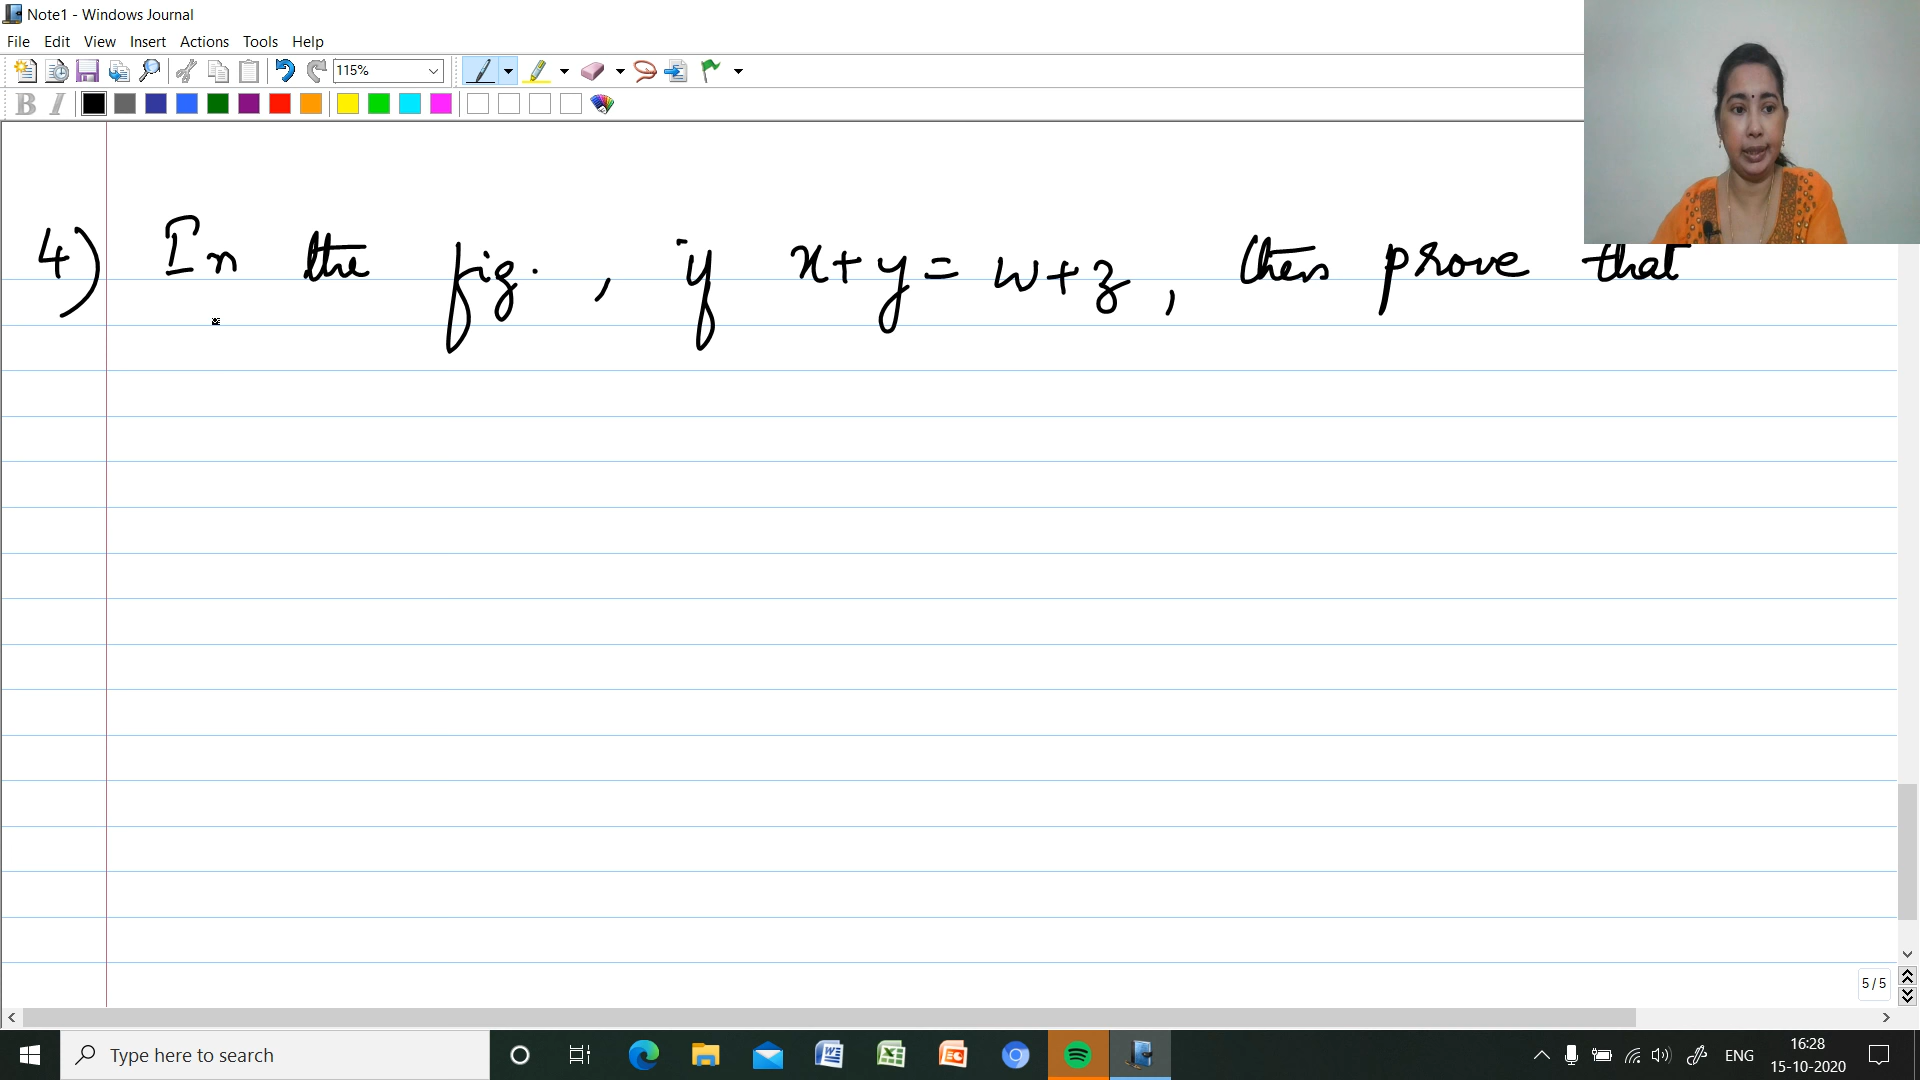 Note1 - Windows Journal
File Edit View Insert Actions Tools Help
115%
B I
4) In the fig. , if x+y = w+z , then prove that
5 / 5
Type here to search
ENG
16:28
15-10-2020